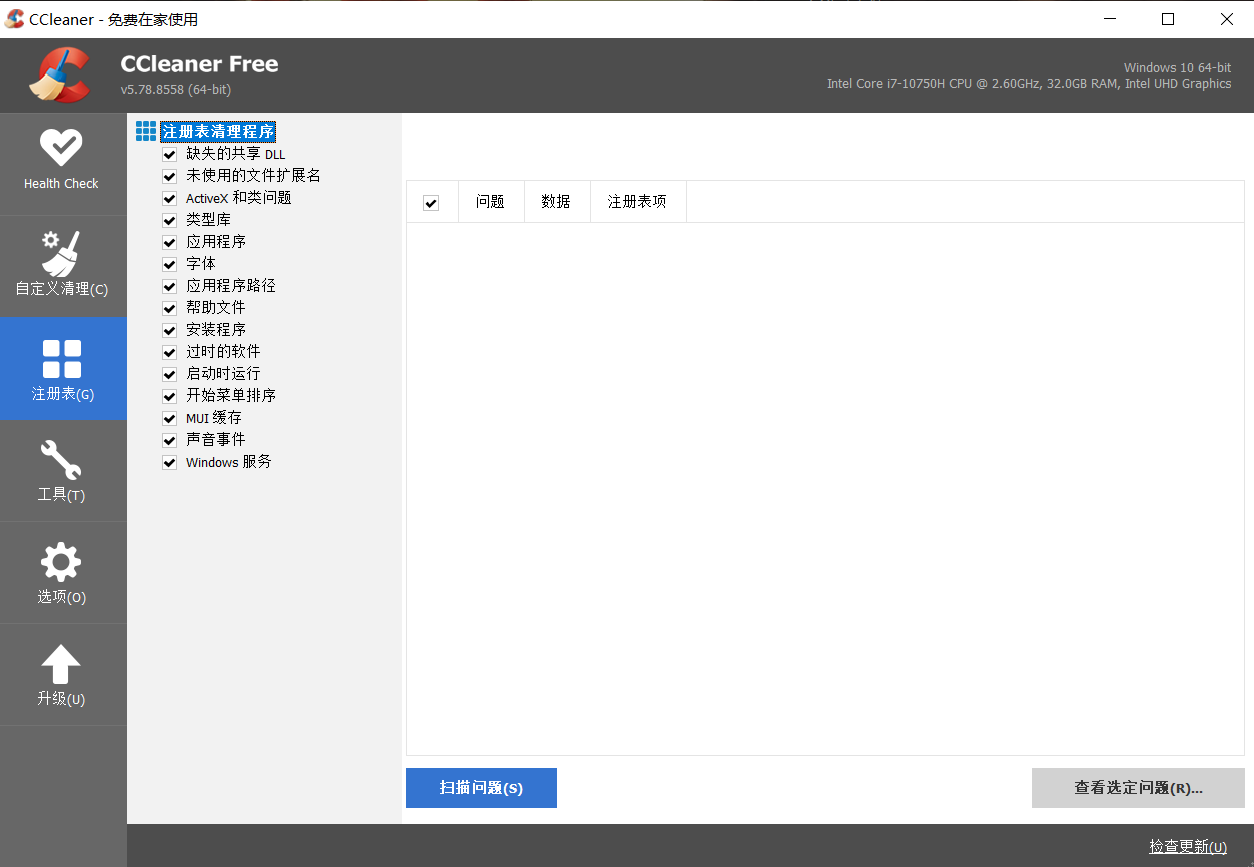 CCleaner - 免费在家使用
CCleaner Free
v5.78.8558 (64-bit)
Windows 10 64-bit
Intel Core i7-10750H CPU @ 2.60GHz, 32.0GB RAM, Intel UHD Graphics
Health Check
自定义清理(C)
注册表(G)
工具(T)
选项(O)
升级(U)
注册表清理程序
缺失的共享 DLL
未使用的文件扩展名
ActiveX 和类问题
类型库
应用程序
字体
应用程序路径
帮助文件
安装程序
过时的软件
启动时运行
开始菜单排序
MUI 缓存
声音事件
Windows 服务
问题 数据 注册表项
扫描问题(S)
查看选定问题(R)...
检查更新(U)